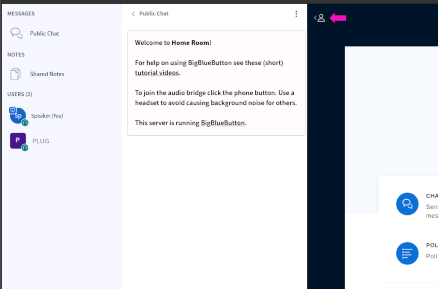 MESSAGES
Public Chat
NOTES
Shared Notes
USERS (2)
Sp
Speaker (You)
P
PLUG
Public Chat
Welcome to Home Room!
For help on using BigBlueButton see these (short)
tutorial videos.
To join the audio bridge click the phone button. Use a
headset to avoid causing background noise for others.
This server is running BigBlueButton.
CHA
Sen
mes
POL
Poll